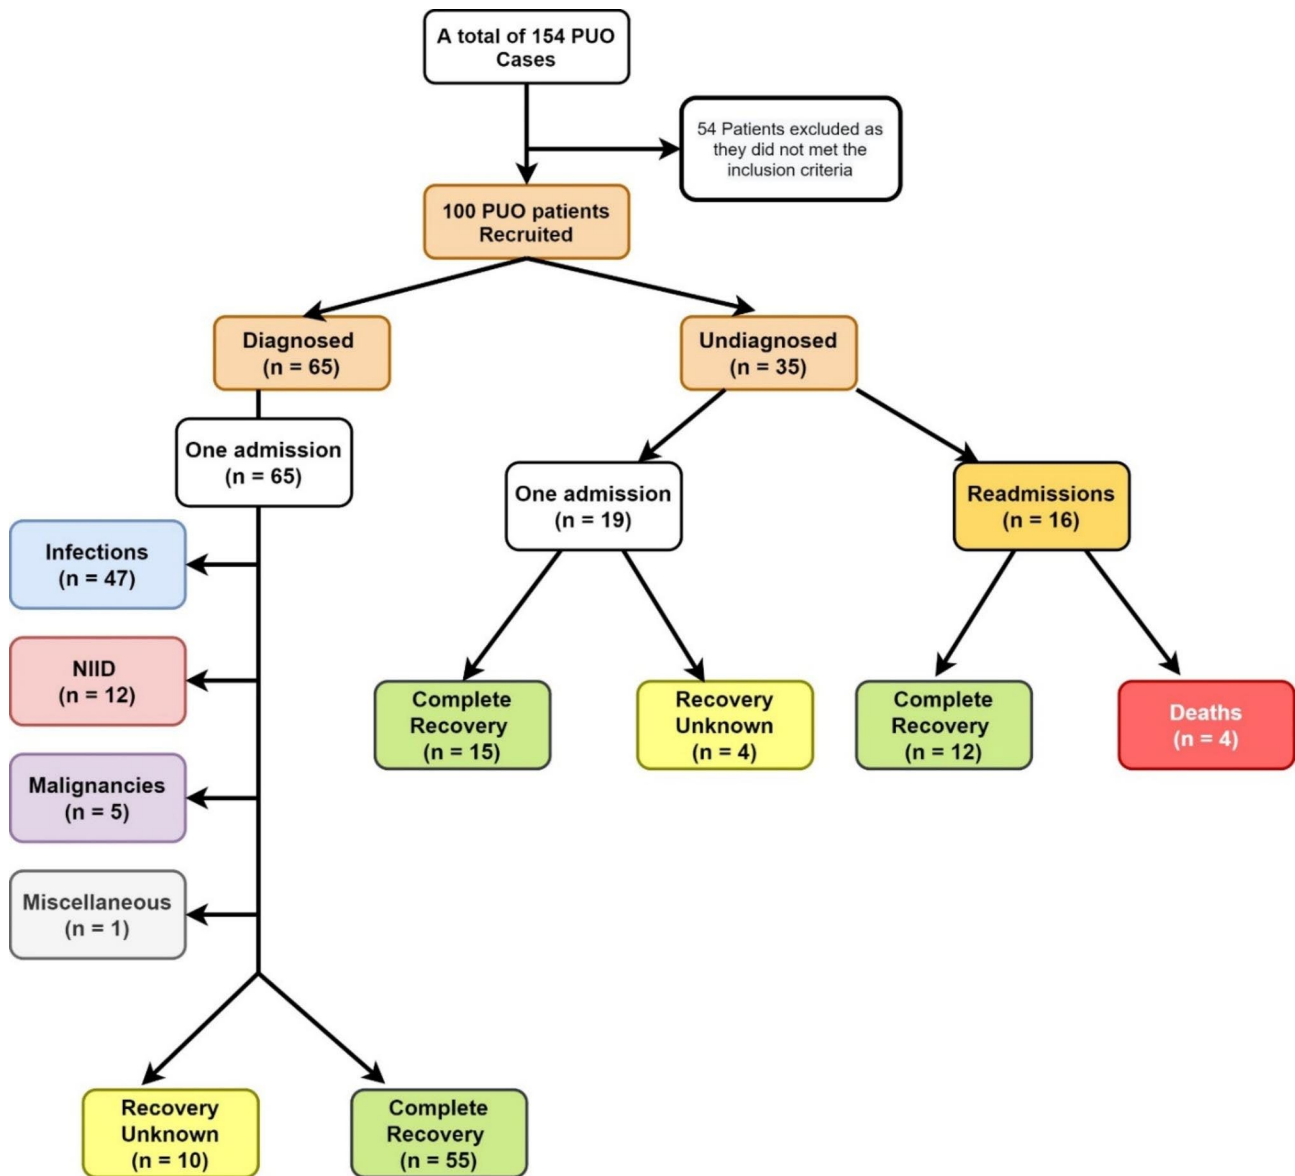 A total of 154 PUO
Cases
54 Patients excluded as
they did not met the
inclusion criteria
100 PUO patients
Recruited
Diagnosed
(n = 65)
Undiagnosed
(n = 35)
One admission
(n = 65)
One admission
(n = 19)
Readmissions
(n = 16)
Infections
(n = 47)
NIID
(n = 12)
Malignancies
(n = 5)
Miscellaneous
(n = 1)
Complete
Recovery
(n = 15)
Recovery
Unknown
(n = 4)
Complete
Recovery
(n = 12)
Deaths
(n = 4)
Recovery
Unknown
(n = 10)
Complete
Recovery
(n = 55)